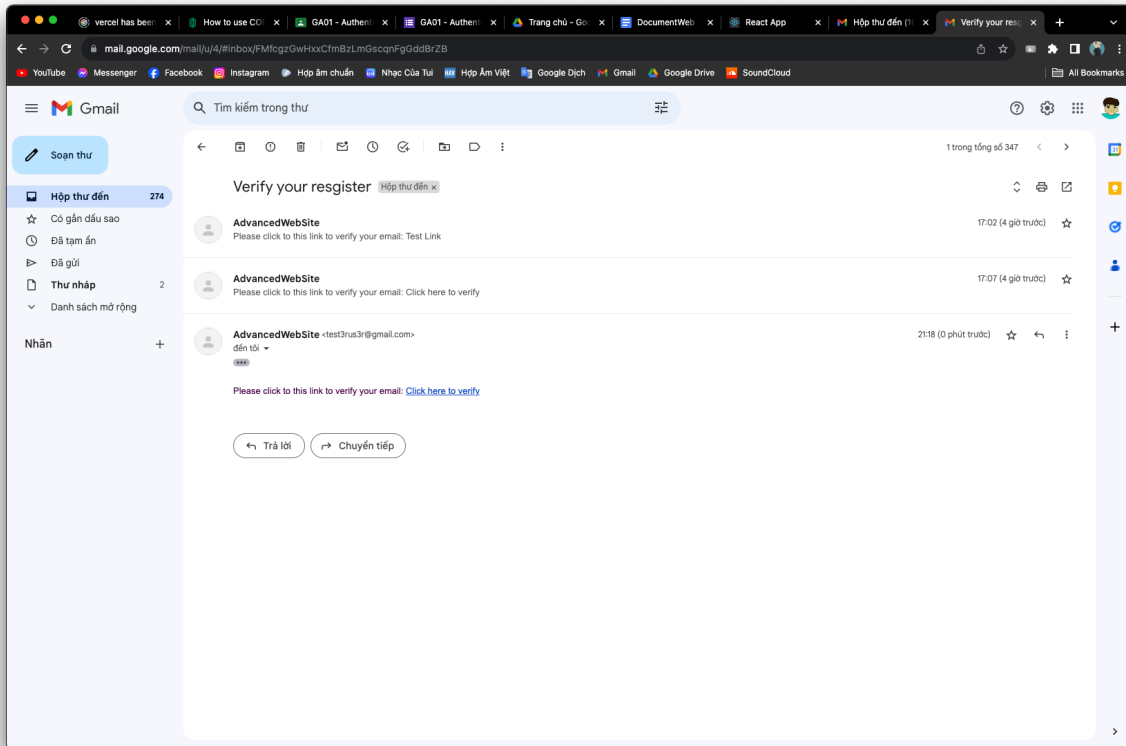 vercel has been
How to use CO
GA01 - Authent
GA01 - Authent
Trang chủ - Goo
DocumentWeb
React App
Hộp thư đến (1
Verify your resg
mail.google.com/mail/u/4/#inbox/FMfcgzGwHxxCfmBzLmGscqnFgGddBrZB
YouTube Messenger Facebook Instagram Hợp âm chuẩn Nhạc Của Tui Hợp Âm Việt Google Dịch Gmail Google Drive SoundCloud All Bookmarks
Gmail
Tìm kiếm trong thư
Soạn thư
1 trong tổng số 347
Hộp thư đến 274
Có gắn dấu sao
Đã tạm ẩn
Đã gửi
Thư nháp 2
Danh sách mở rộng
Nhãn
Verify your resgister Hộp thư đến ×
AdvancedWebSite 17:02 (4 giờ trước)
Please click to this link to verify your email: Test Link
AdvancedWebSite 17:07 (4 giờ trước)
Please click to this link to verify your email: Click here to verify
AdvancedWebSite <test3rus3r@gmail.com> 21:18 (0 phút trước)
đến tôi
Please click to this link to verify your email: Click here to verify
Trả lời
Chuyển tiếp
31